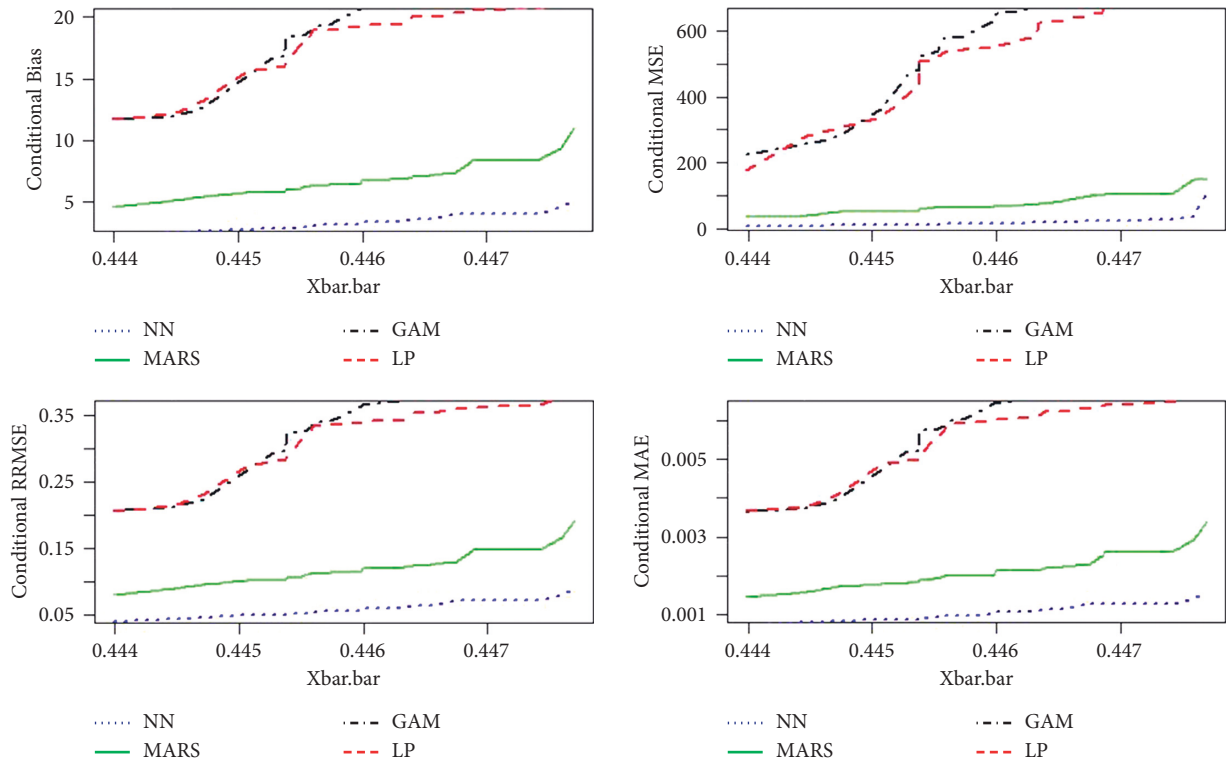 Conditional Bias
20
15
10
5
0.444
0.445
0.446
0.447
Xbar.bar
NN
GAM
MARS
LP
Conditional MSE
600
400
200
0
0.444
0.445
0.446
0.447
Xbar.bar
NN
GAM
MARS
LP
Conditional RRMSE
0.35
0.25
0.15
0.05
0.444
0.445
0.446
0.447
Xbar.bar
NN
GAM
MARS
LP
Conditional MAE
0.005
0.003
0.001
0.444
0.445
0.446
0.447
Xbar.bar
NN
GAM
MARS
LP